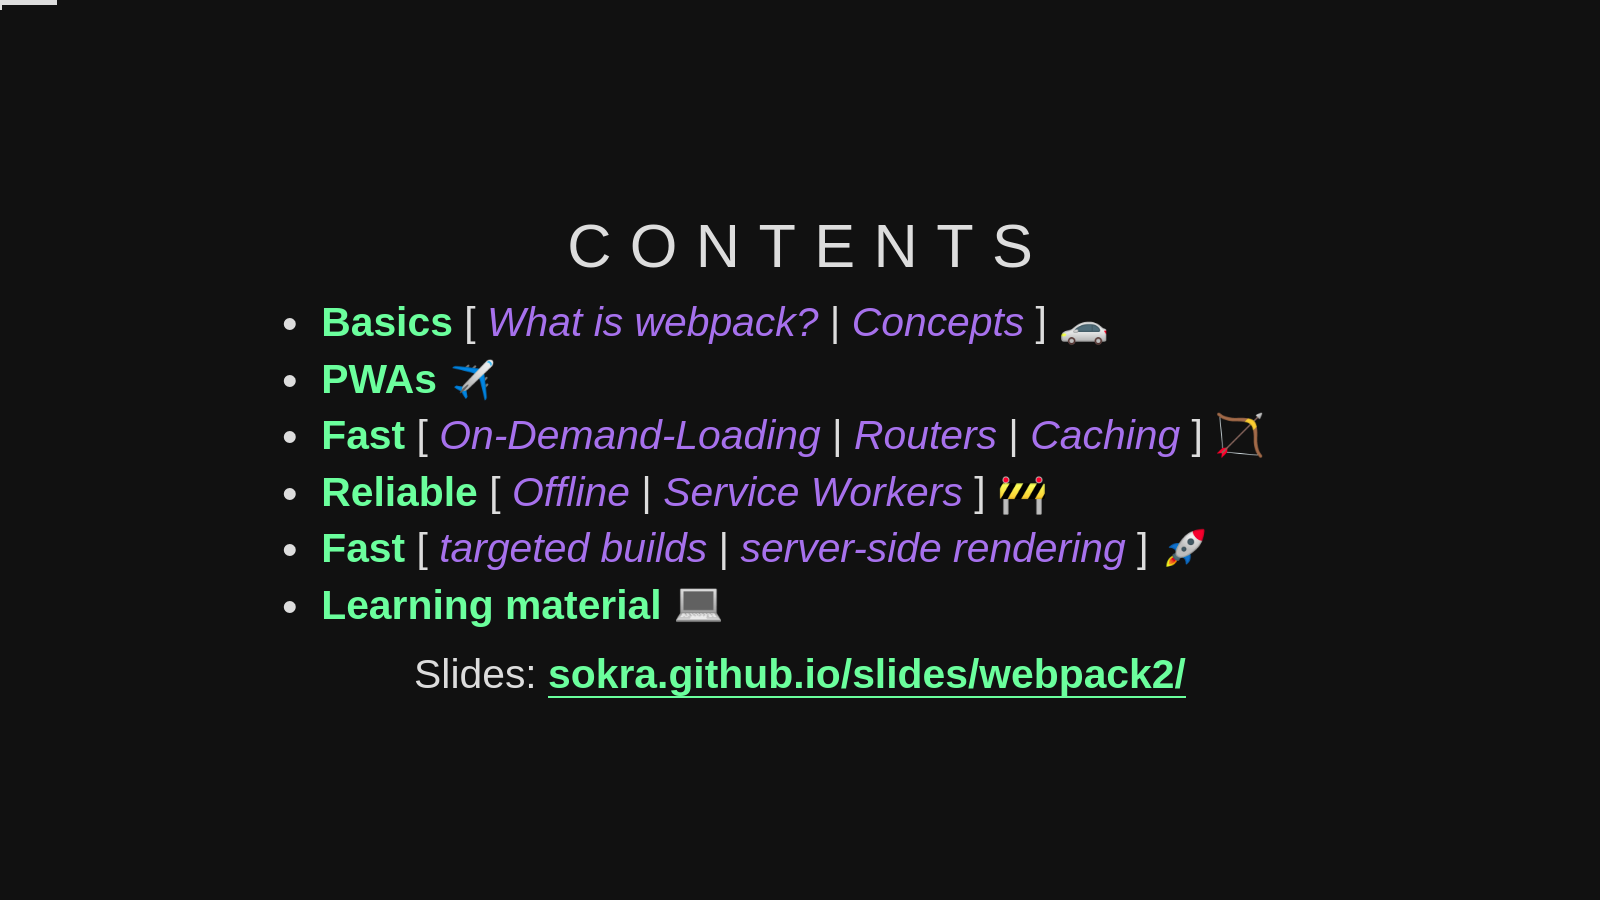 CONTENTS
• Basics [ What is webpack? | Concepts ] 🚗
• PWAs ✈️
• Fast [ On-Demand-Loading | Routers | Caching ] 🏹
• Reliable [ Offline | Service Workers ] 🚧
• Fast [ targeted builds | server-side rendering ] 🚀
• Learning material 💻
Slides: sokra.github.io/slides/webpack2/